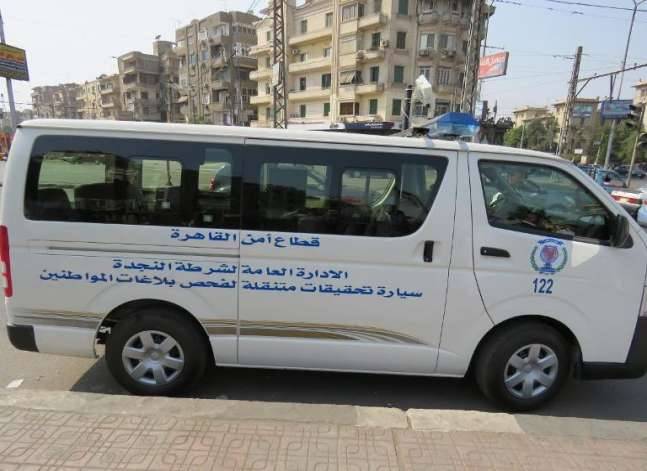 قطاع أمن القاهرة
الادارة العامة لشرطة النجدة
سيارة تحقيقات متنقلة لفحص بلاغات المواطنين
122